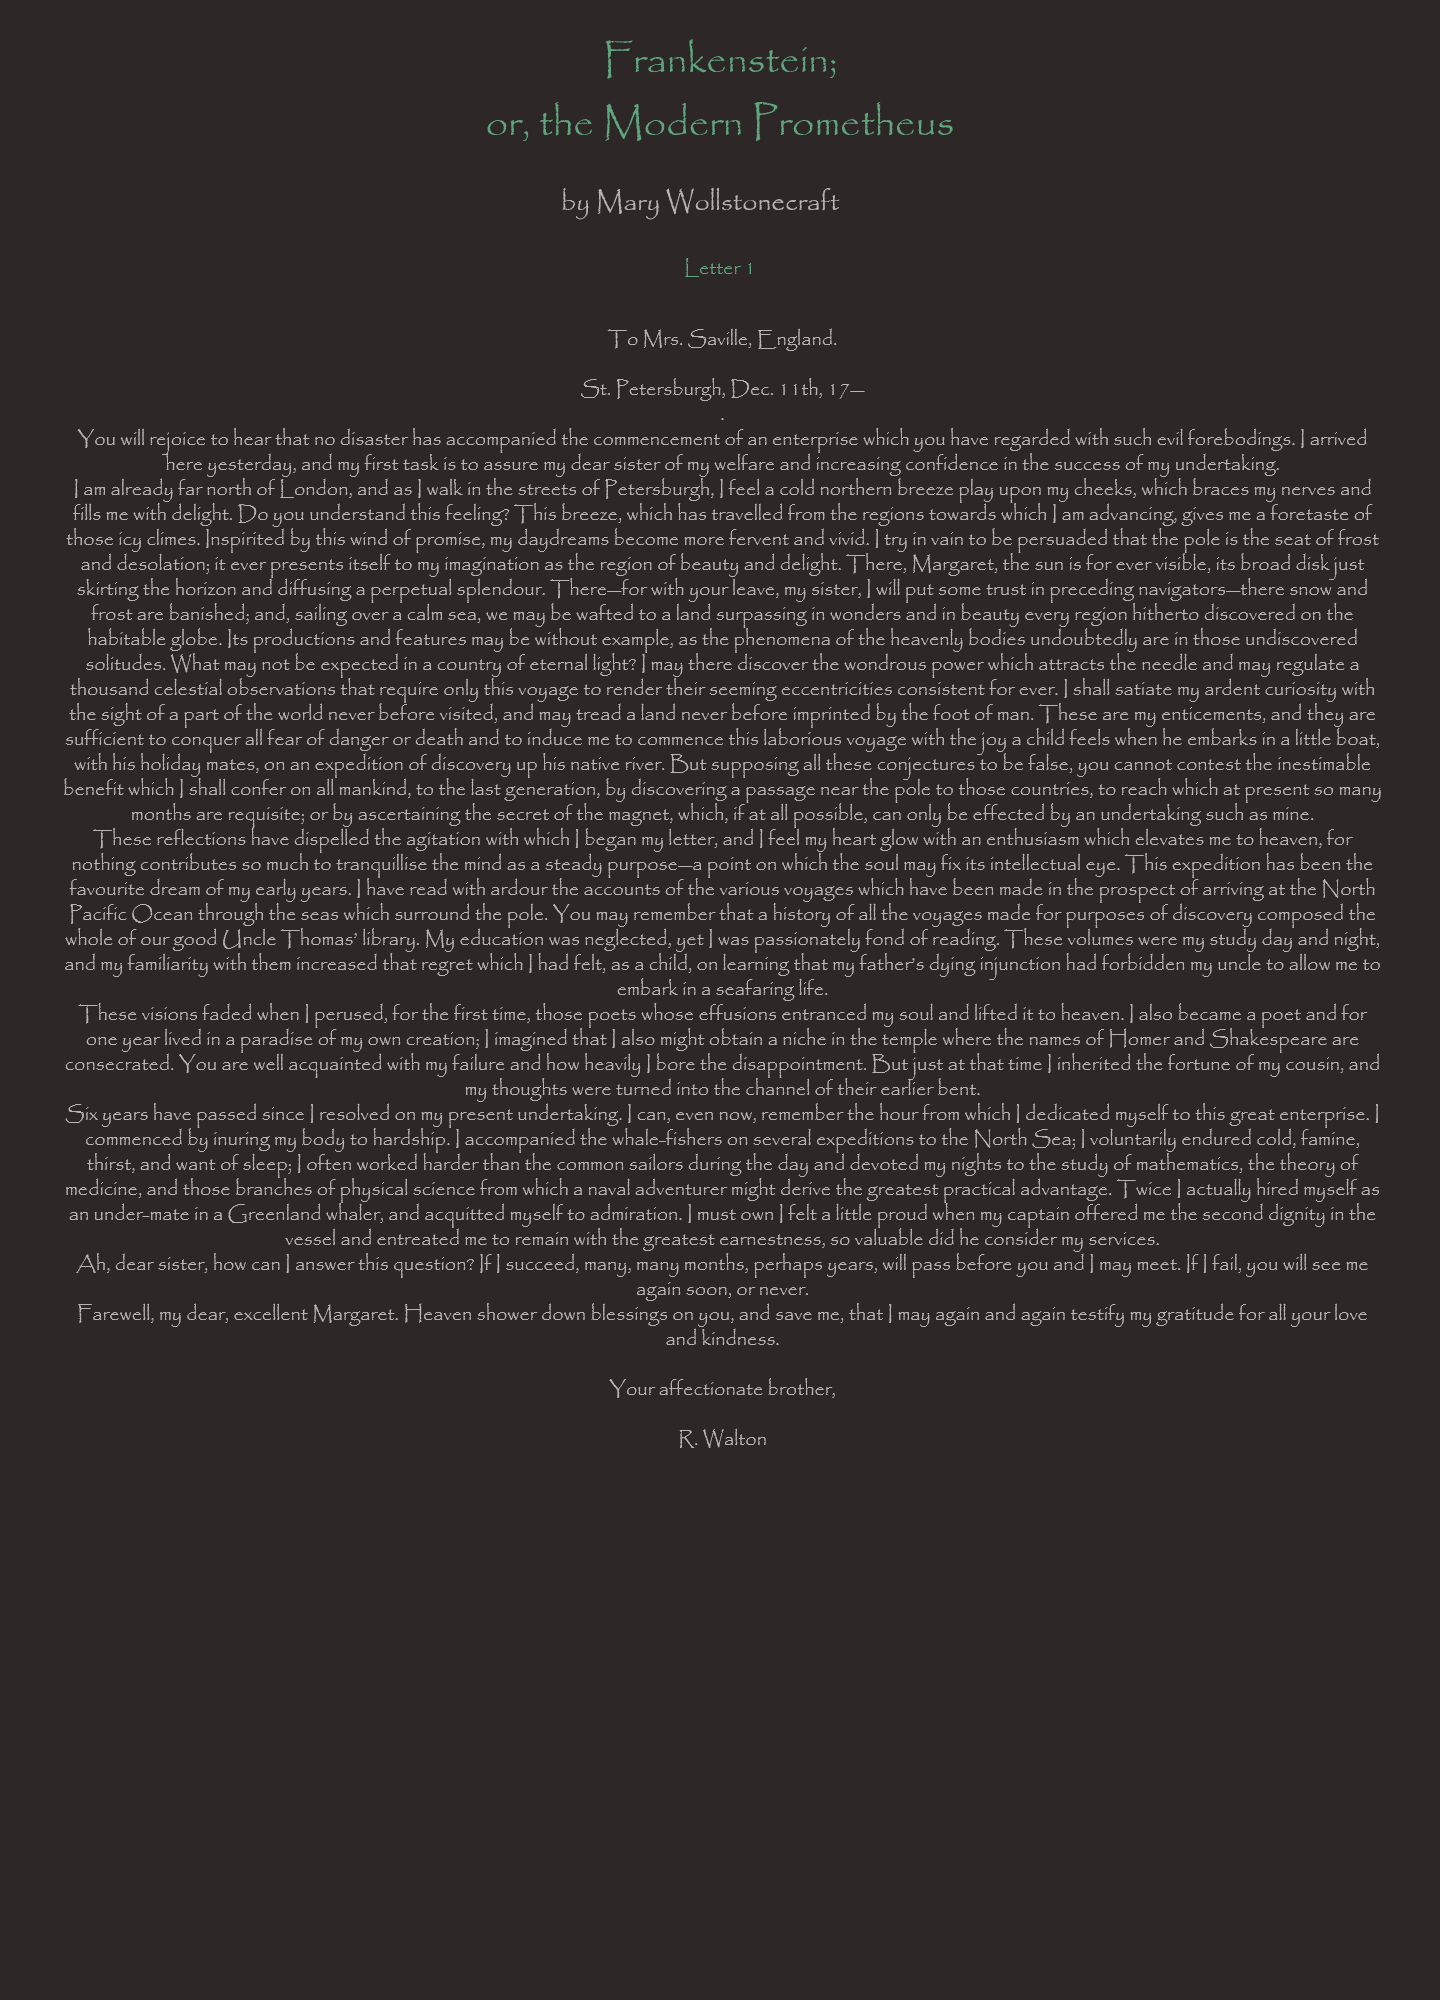 Frankenstein;
or, the Modern Prometheus
by Mary Wollstonecraft
Letter 1
To Mrs. Saville, England.
St. Petersburgh, Dec. 11th, 17—
.
You will rejoice to hear that no disaster has accompanied the commencement of an enterprise which you have regarded with such evil forebodings. I arrived
here yesterday, and my first task is to assure my dear sister of my welfare and increasing confidence in the success of my undertaking.
I am already far north of London, and as I walk in the streets of Petersburgh, I feel a cold northern breeze play upon my cheeks, which braces my nerves and
fills me with delight. Do you understand this feeling? This breeze, which has travelled from the regions towards which I am advancing, gives me a foretaste of
those icy climes. Inspirited by this wind of promise, my daydreams become more fervent and vivid. I try in vain to be persuaded that the pole is the seat of frost
and desolation; it ever presents itself to my imagination as the region of beauty and delight. There, Margaret, the sun is for ever visible, its broad disk just
skirting the horizon and diffusing a perpetual splendour. There—for with your leave, my sister, I will put some trust in preceding navigators—there snow and
frost are banished; and, sailing over a calm sea, we may be wafted to a land surpassing in wonders and in beauty every region hitherto discovered on the
habitable globe. Its productions and features may be without example, as the phenomena of the heavenly bodies undoubtedly are in those undiscovered
solitudes. What may not be expected in a country of eternal light? I may there discover the wondrous power which attracts the needle and may regulate a
thousand celestial observations that require only this voyage to render their seeming eccentricities consistent for ever. I shall satiate my ardent curiosity with
the sight of a part of the world never before visited, and may tread a land never before imprinted by the foot of man. These are my enticements, and they are
sufficient to conquer all fear of danger or death and to induce me to commence this laborious voyage with the joy a child feels when he embarks in a little boat,
with his holiday mates, on an expedition of discovery up his native river. But supposing all these conjectures to be false, you cannot contest the inestimable
benefit which I shall confer on all mankind, to the last generation, by discovering a passage near the pole to those countries, to reach which at present so many
months are requisite; or by ascertaining the secret of the magnet, which, if at all possible, can only be effected by an undertaking such as mine.
These reflections have dispelled the agitation with which I began my letter, and I feel my heart glow with an enthusiasm which elevates me to heaven, for
nothing contributes so much to tranquillise the mind as a steady purpose—a point on which the soul may fix its intellectual eye. This expedition has been the
favourite dream of my early years. I have read with ardour the accounts of the various voyages which have been made in the prospect of arriving at the North
Pacific Ocean through the seas which surround the pole. You may remember that a history of all the voyages made for purposes of discovery composed the
whole of our good Uncle Thomas’ library. My education was neglected, yet I was passionately fond of reading. These volumes were my study day and night,
and my familiarity with them increased that regret which I had felt, as a child, on learning that my father’s dying injunction had forbidden my uncle to allow me to
embark in a seafaring life.
These visions faded when I perused, for the first time, those poets whose effusions entranced my soul and lifted it to heaven. I also became a poet and for
one year lived in a paradise of my own creation; I imagined that I also might obtain a niche in the temple where the names of Homer and Shakespeare are
consecrated. You are well acquainted with my failure and how heavily I bore the disappointment. But just at that time I inherited the fortune of my cousin, and
my thoughts were turned into the channel of their earlier bent.
Six years have passed since I resolved on my present undertaking. I can, even now, remember the hour from which I dedicated myself to this great enterprise. I
commenced by inuring my body to hardship. I accompanied the whale-fishers on several expeditions to the North Sea; I voluntarily endured cold, famine,
thirst, and want of sleep; I often worked harder than the common sailors during the day and devoted my nights to the study of mathematics, the theory of
medicine, and those branches of physical science from which a naval adventurer might derive the greatest practical advantage. Twice I actually hired myself as
an under-mate in a Greenland whaler, and acquitted myself to admiration. I must own I felt a little proud when my captain offered me the second dignity in the
vessel and entreated me to remain with the greatest earnestness, so valuable did he consider my services.
Ah, dear sister, how can I answer this question? If I succeed, many, many months, perhaps years, will pass before you and I may meet. If I fail, you will see me
again soon, or never.
Farewell, my dear, excellent Margaret. Heaven shower down blessings on you, and save me, that I may again and again testify my gratitude for all your love
and kindness.
Your affectionate brother,
R. Walton